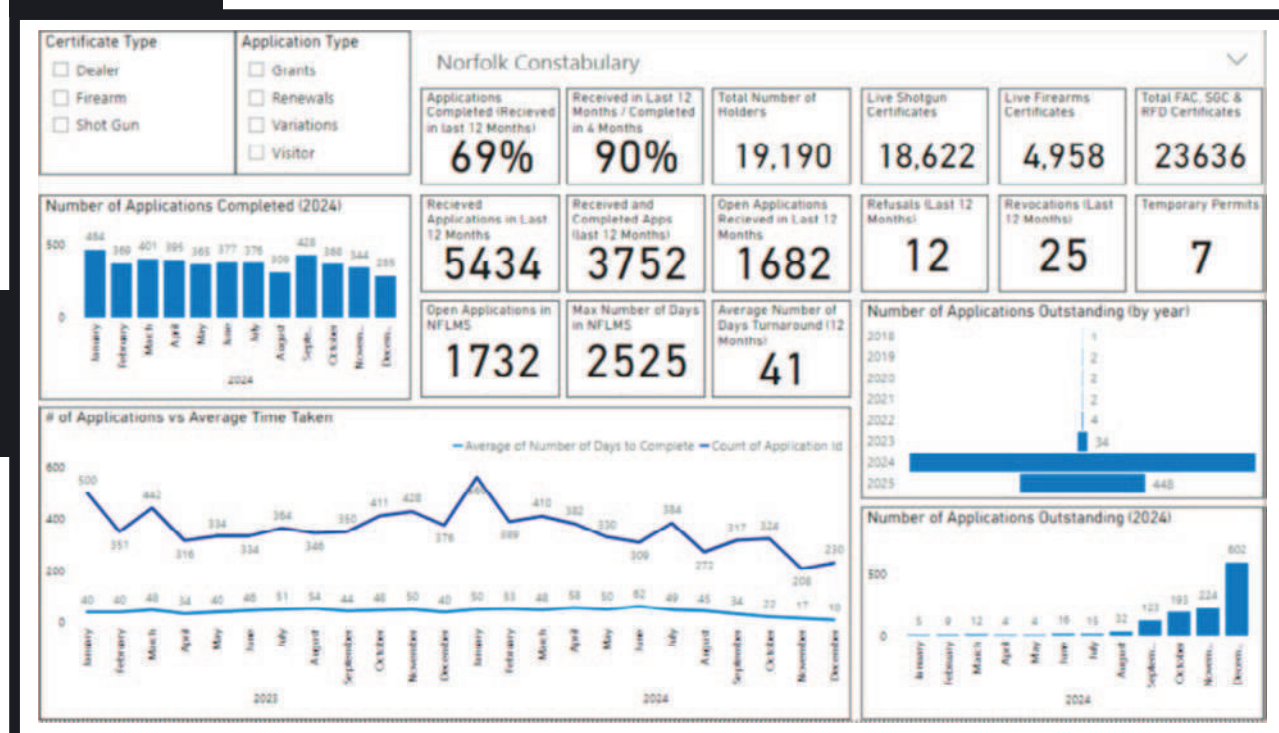 Certificate Type
Dealer
Firearm
Shot Gun
Application Type
Grants
Renewals
Variations
Visitor
Norfolk Constabulary
Applications
Completed (Recieved
in last 12 Months)
69%
Received in Last 12
Months / Completed
in 4 Months
90%
Total Number of
Holders
19,190
Live Shotgun
Certificates
18,622
Live Firearms
Certificates
4,958
Total FAC, SGC &
RFD Certificates
23636
Number of Applications Completed (2024)
500
0
464 369 401 395 365 377 376 309 428 344
January February March April May June July August Septe... October Novem... Decem...
2024
Recieved
Applications in Last
12 Months
5434
Received and
Completed Apps
(last 12 Months)
3752
Open Applications
Recieved in Last 12
Months
1682
Refusals (Last 12
Months)
12
Revocations (Last
12 Months)
25
Temporary Permits
7
Open Applications in
NFLMS
1732
Max Number of Days
in NFLMS
2525
Average Number of
Days Turnaround (12
Months)
41
Number of Applications Outstanding (by year)
2018 1
2019 2
2020 2
2021 2
2022 4
2023 34
2024
2025 448
# of Applications vs Average Time Taken
Average of Number of Days to Complete Count of Application Id
600
400
200
0
500 351 442 316 334 334 364 346 350 411 428 376 389 410 382 330 309 384 272 317 324 208 230
40 40 48 34 40 46 51 54 44 48 50 40 50 53 48 58 50 62 49 45 34 22 17 10
January February March April May June July August September October November December January February March April May June July August September October November December
2023 2024
Number of Applications Outstanding (2024)
500
0
5 9 12 4 4 16 15 32 123 193 224 602
January February March April May June July August Septem... October Novem... Decem...
2024